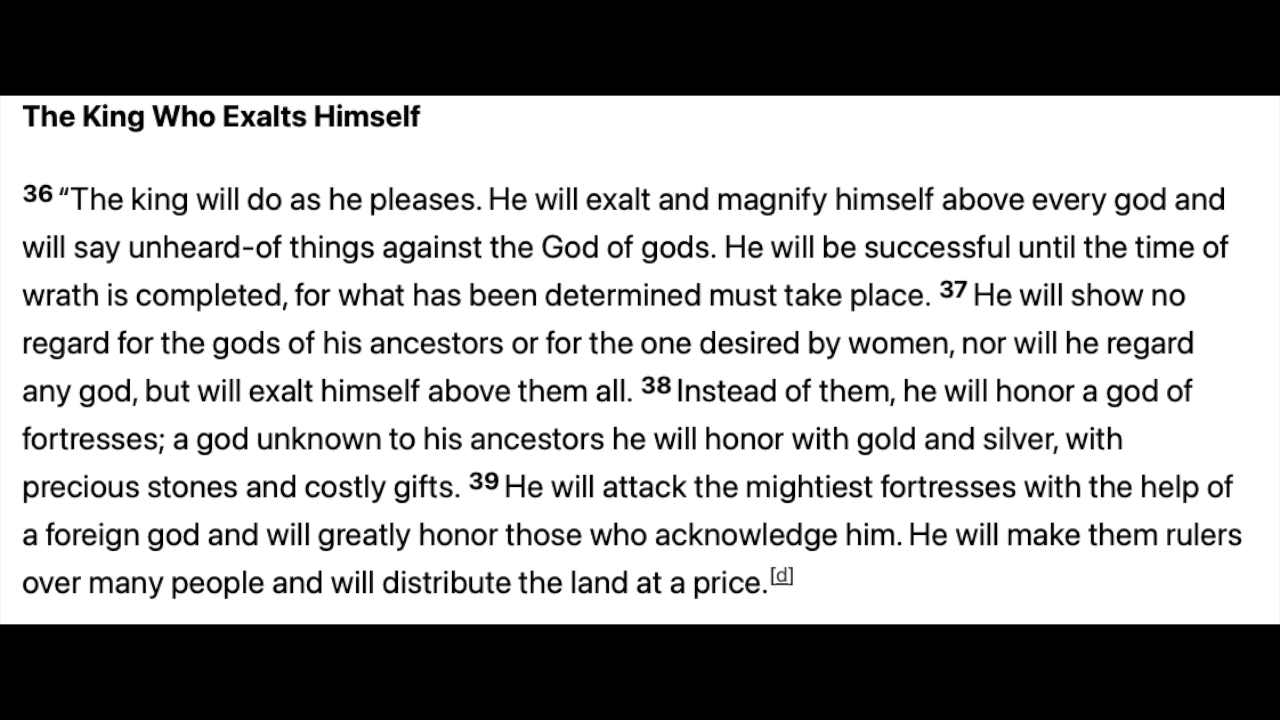 The King Who Exalts Himself
36 “The king will do as he pleases. He will exalt and magnify himself above every god and
will say unheard-of things against the God of gods. He will be successful until the time of
wrath is completed, for what has been determined must take place. 37 He will show no
regard for the gods of his ancestors or for the one desired by women, nor will he regard
any god, but will exalt himself above them all. 38 Instead of them, he will honor a god of
fortresses; a god unknown to his ancestors he will honor with gold and silver, with
precious stones and costly gifts. 39 He will attack the mightiest fortresses with the help of
a foreign god and will greatly honor those who acknowledge him. He will make them rulers
over many people and will distribute the land at a price.[d]